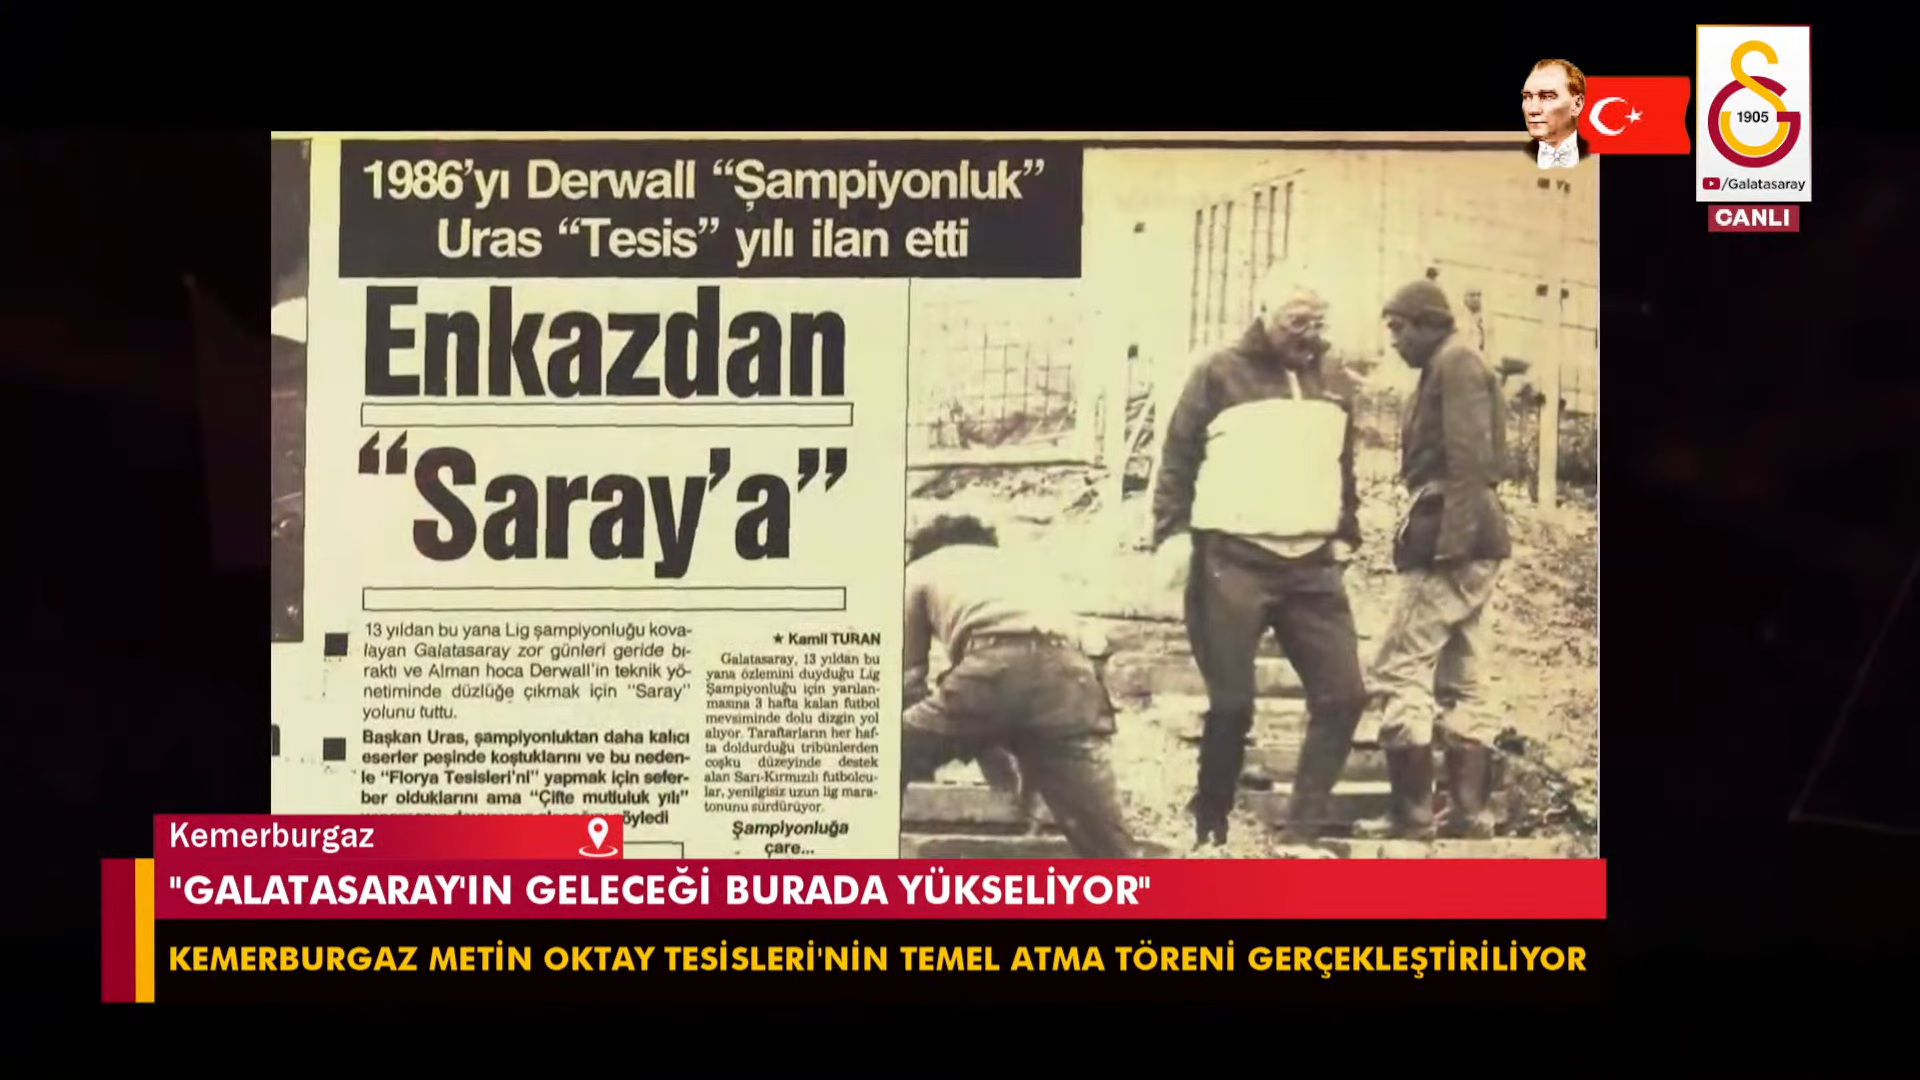 1905
/Galatasaray
CANLI
1986'yı Derwall “Şampiyonluk”
Uras “Tesis” yılı ilan etti
Enkazdan
“Saray'a”
13 yıldan bu yana Lig şampiyonluğu kova-
layan Galatasaray zor günleri geride bı-
raktı ve Alman hoca Derwall'in teknik yö-
netiminde düzlüğe çıkmak için “Saray”
yolunu tuttu.
Başkan Uras, şampiyonluktan daha kalıcı
eserler peşinde koştuklarını ve bu neden-
le “Florya Tesisleri'ni” yapmak için sefer-
ber olduklarını ama “Çifte mutluluk yılı”
öyledi
★ Kamil TURAN
Galatasaray, 13 yıldan bu
yana özlemini duyduğu Lig
Şampiyonluğu için yarılan-
masına 3 hafta kalan futbol
mevsiminde dolu dizgin yol
alıyor. Taraftarların her haf-
ta doldurduğu tribünlerden
coşku düzeyinde destek
alan Sarı-Kırmızılı futbolcu-
lar, yenilgisiz uzun lig mara-
tonunu sürdürüyor.
Şampiyonluğa
çare...
Kemerburgaz
"GALATASARAY'IN GELECEĞİ BURADA YÜKSELİYOR"
KEMERBURGAZ METİN OKTAY TESİSLERİ'NİN TEMEL ATMA TÖRENİ GERÇEKLEŞTİRİLİYOR